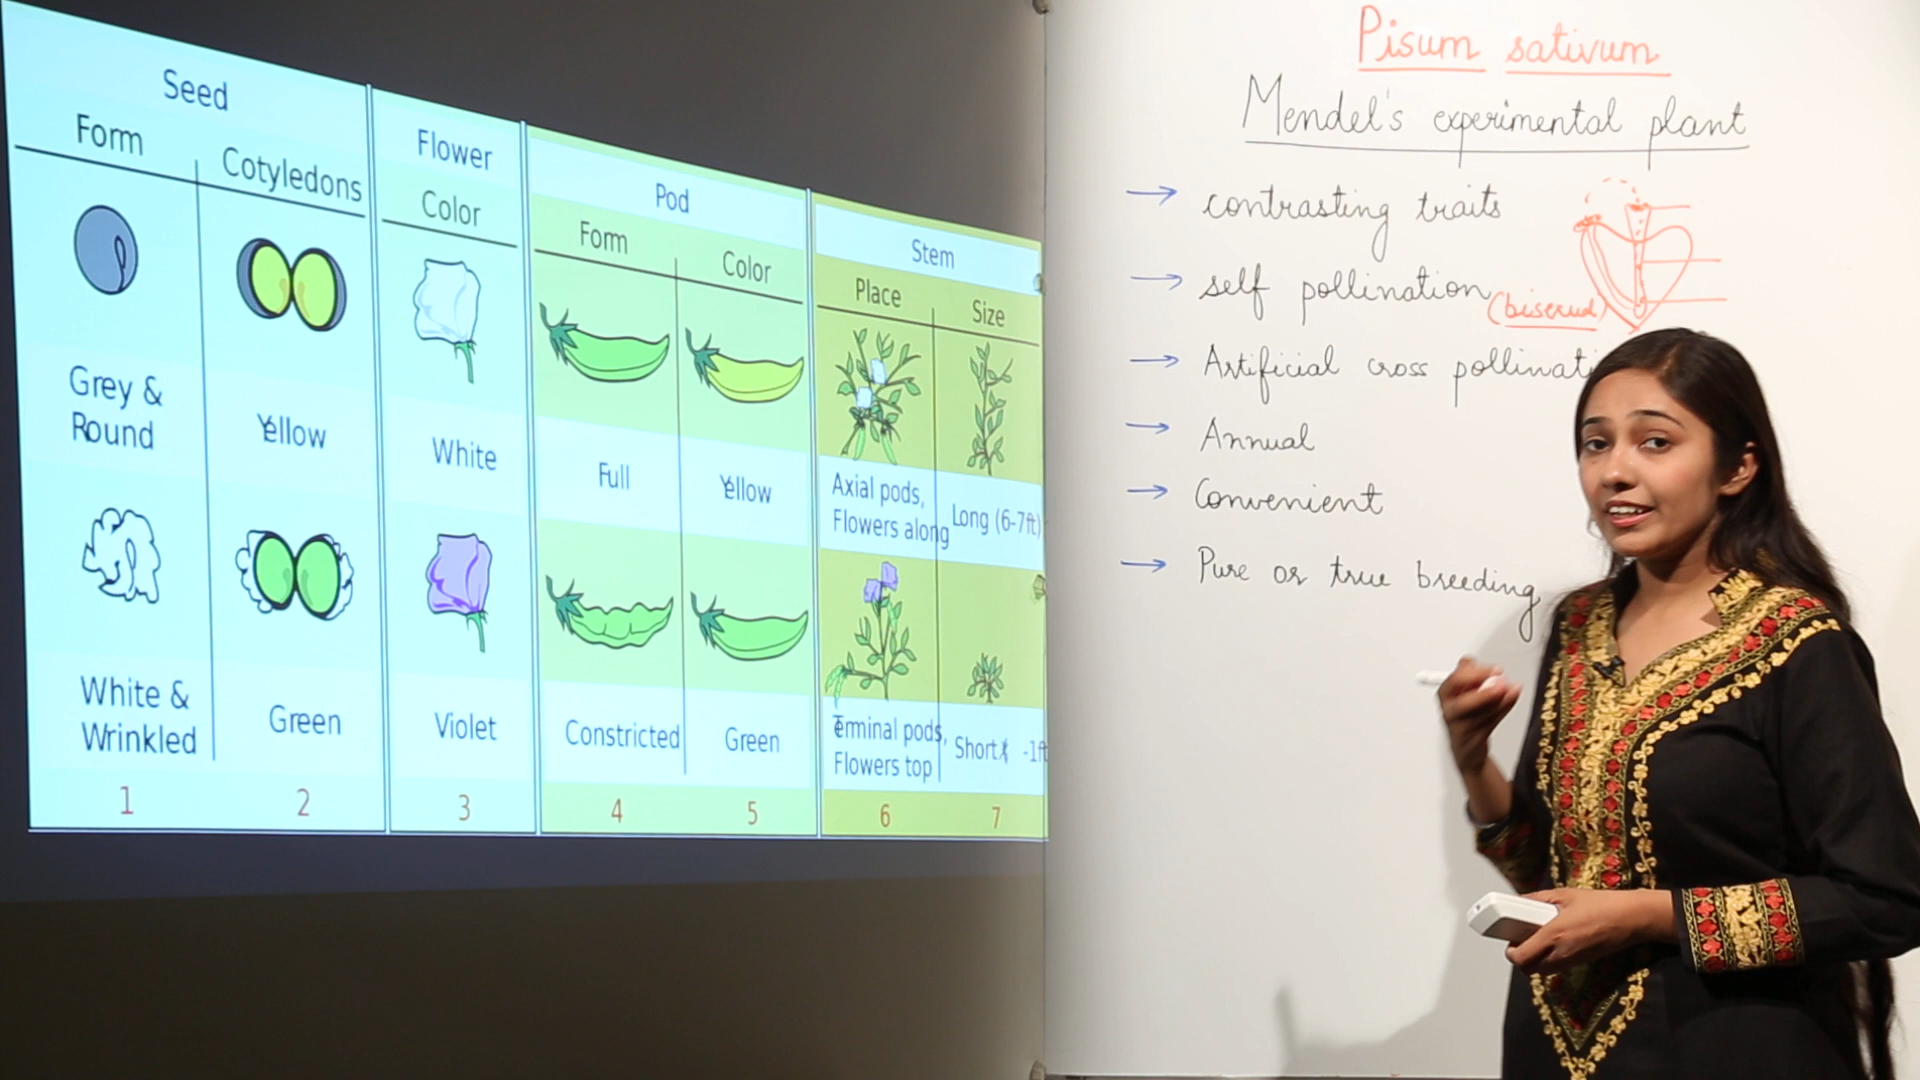 Seed
Form
Cotyledons
Grey &
Round
Yellow
White &
Wrinkled
Green
1
2
Flower
Color
White
Violet
3
Pod
Form
Color
Full
Yellow
Constricted
Green
4
5
Stem
Place
Size
Axial pods,
Flowers along
Long (6-7ft)
Terminal pods,
Flowers top
Short -1ft
6
7
Pisum sativum
Mendel's experimental plant
→ contrasting traits
→ self pollination (bisexual)
→ Artificial cross pollinati
→ Annual
→ Convenient
→ Pure or true breeding